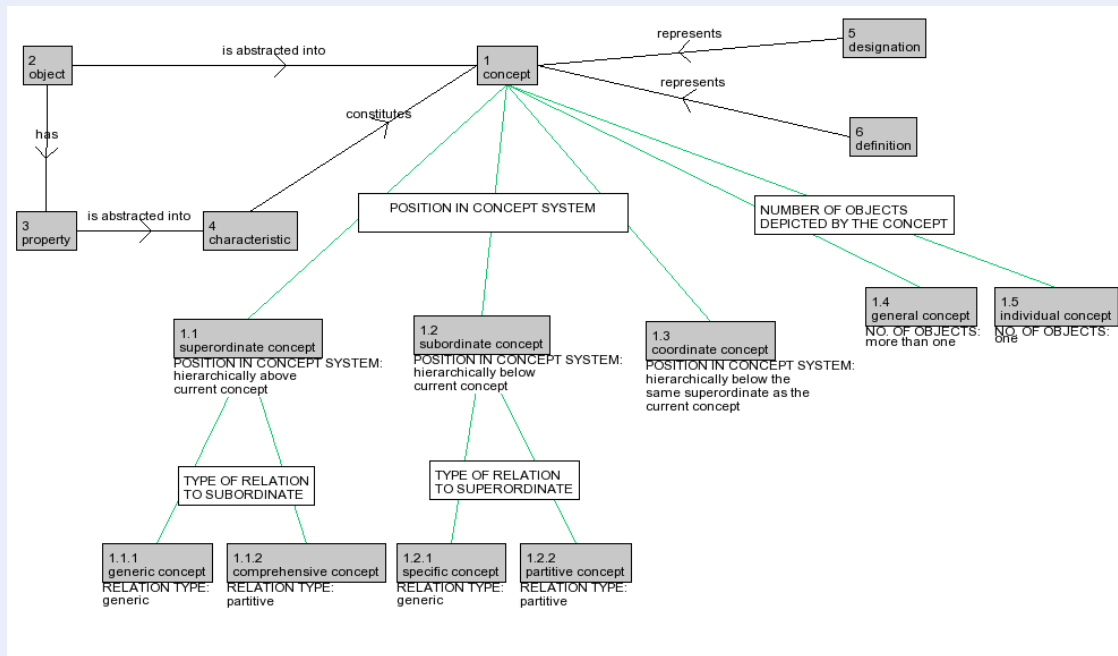 is abstracted into
represents
5
designation
2
object
1
concept
represents
constitutes
has
6
definition
is abstracted into
3
property
4
characteristic
POSITION IN CONCEPT SYSTEM
NUMBER OF OBJECTS
DEPICTED BY THE CONCEPT
1.1
superordinate concept
POSITION IN CONCEPT SYSTEM:
hierarchically above
current concept
1.2
subordinate concept
POSITION IN CONCEPT SYSTEM:
hierarchically below
current concept
1.3
coordinate concept
POSITION IN CONCEPT SYSTEM:
hierarchically below the
same superordinate as the
current concept
1.4
general concept
NO. OF OBJECTS:
more than one
1.5
individual concept
NO. OF OBJECTS:
one
TYPE OF RELATION
TO SUBORDINATE
TYPE OF RELATION
TO SUPERORDINATE
1.1.1
generic concept
RELATION TYPE:
generic
1.1.2
comprehensive concept
RELATION TYPE:
partitive
1.2.1
specific concept
RELATION TYPE:
generic
1.2.2
partitive concept
RELATION TYPE:
partitive